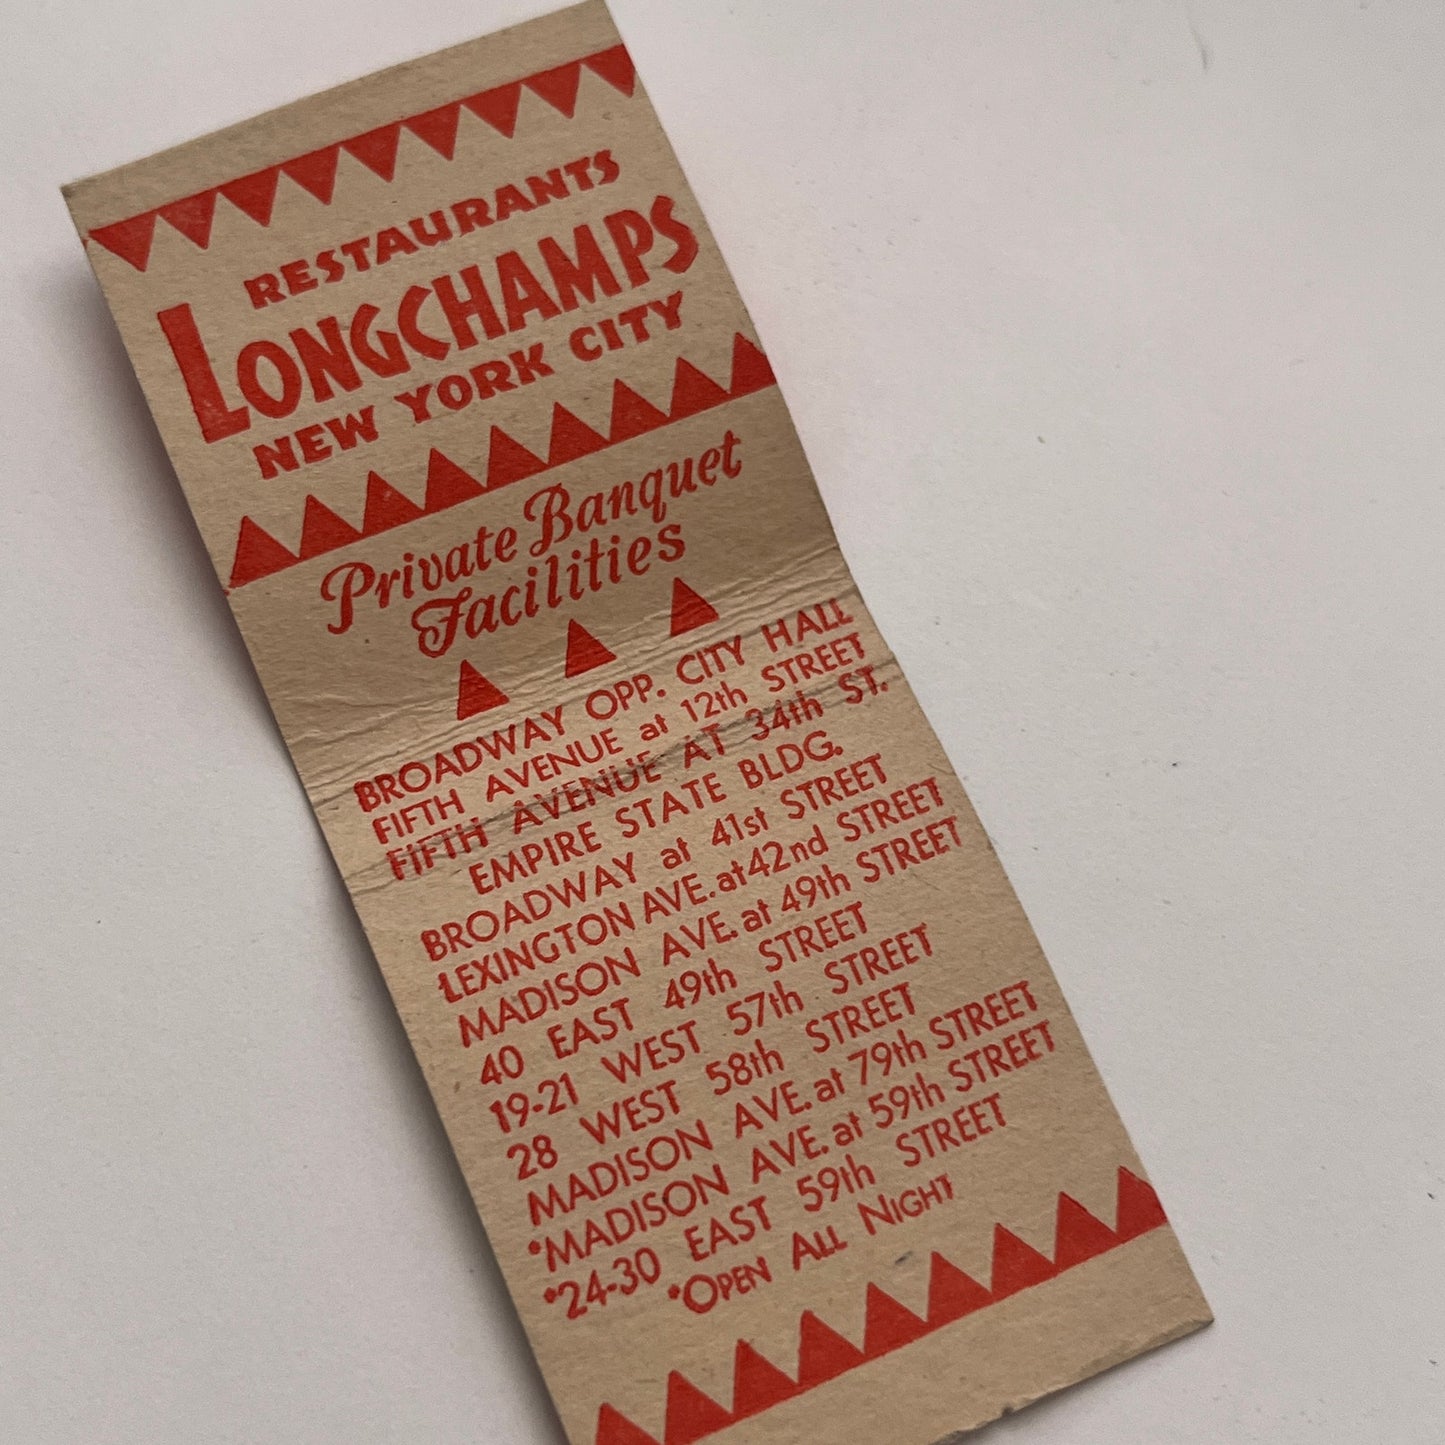 RESTAURANTS
LONGCHAMPS
NEW YORK CITY
Private Banquet
Facilities
BROADWAY OPP. CITY HALL
FIFTH AVENUE at 12th STREET
FIFTH AVENUE AT 34th ST.
EMPIRE STATE BLDG.
BROADWAY at 41st STREET
LEXINGTON AVE. at 42nd STREET
MADISON AVE. at 49th STREET
40 EAST 49th STREET
19-21 WEST 57th STREET
28 WEST 58th STREET
MADISON AVE. at 79th STREET
*MADISON AVE. at 59th STREET
*24-30 EAST 59th STREET
*OPEN ALL NIGHT